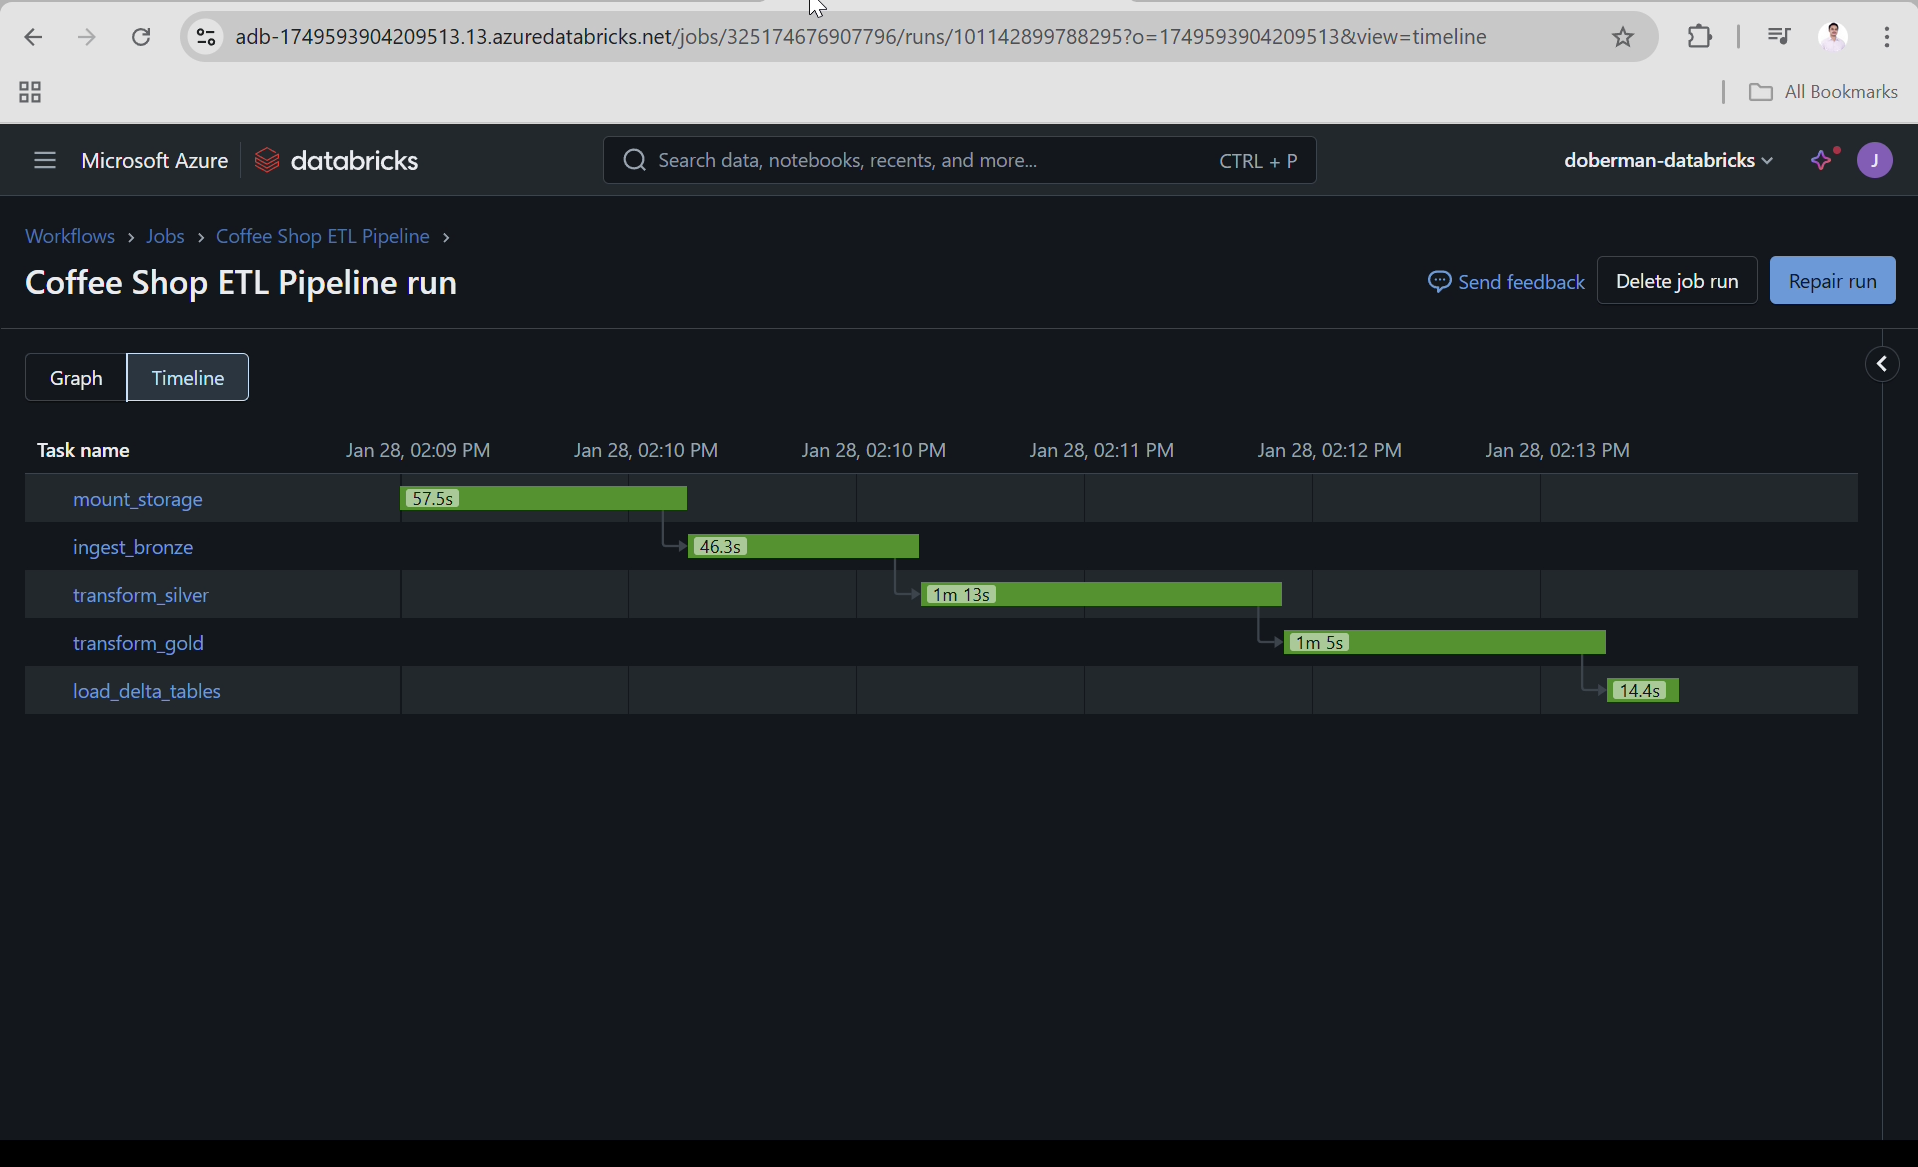 adb-1749593904209513.13.azuredatabricks.net/jobs/325174676907796/runs/101142899788295?o=1749593904209513&view=timeline
All Bookmarks
Microsoft Azure databricks Search data, notebooks, recents, and more... CTRL + P doberman-databricks J
Workflows › Jobs › Coffee Shop ETL Pipeline ›
Coffee Shop ETL Pipeline run Send feedback Delete job run Repair run
Graph Timeline
Task name Jan 28, 02:09 PM Jan 28, 02:10 PM Jan 28, 02:10 PM Jan 28, 02:11 PM Jan 28, 02:12 PM Jan 28, 02:13 PM
mount_storage 57.5s
ingest_bronze 46.3s
transform_silver 1m 13s
transform_gold 1m 5s
load_delta_tables 14.4s